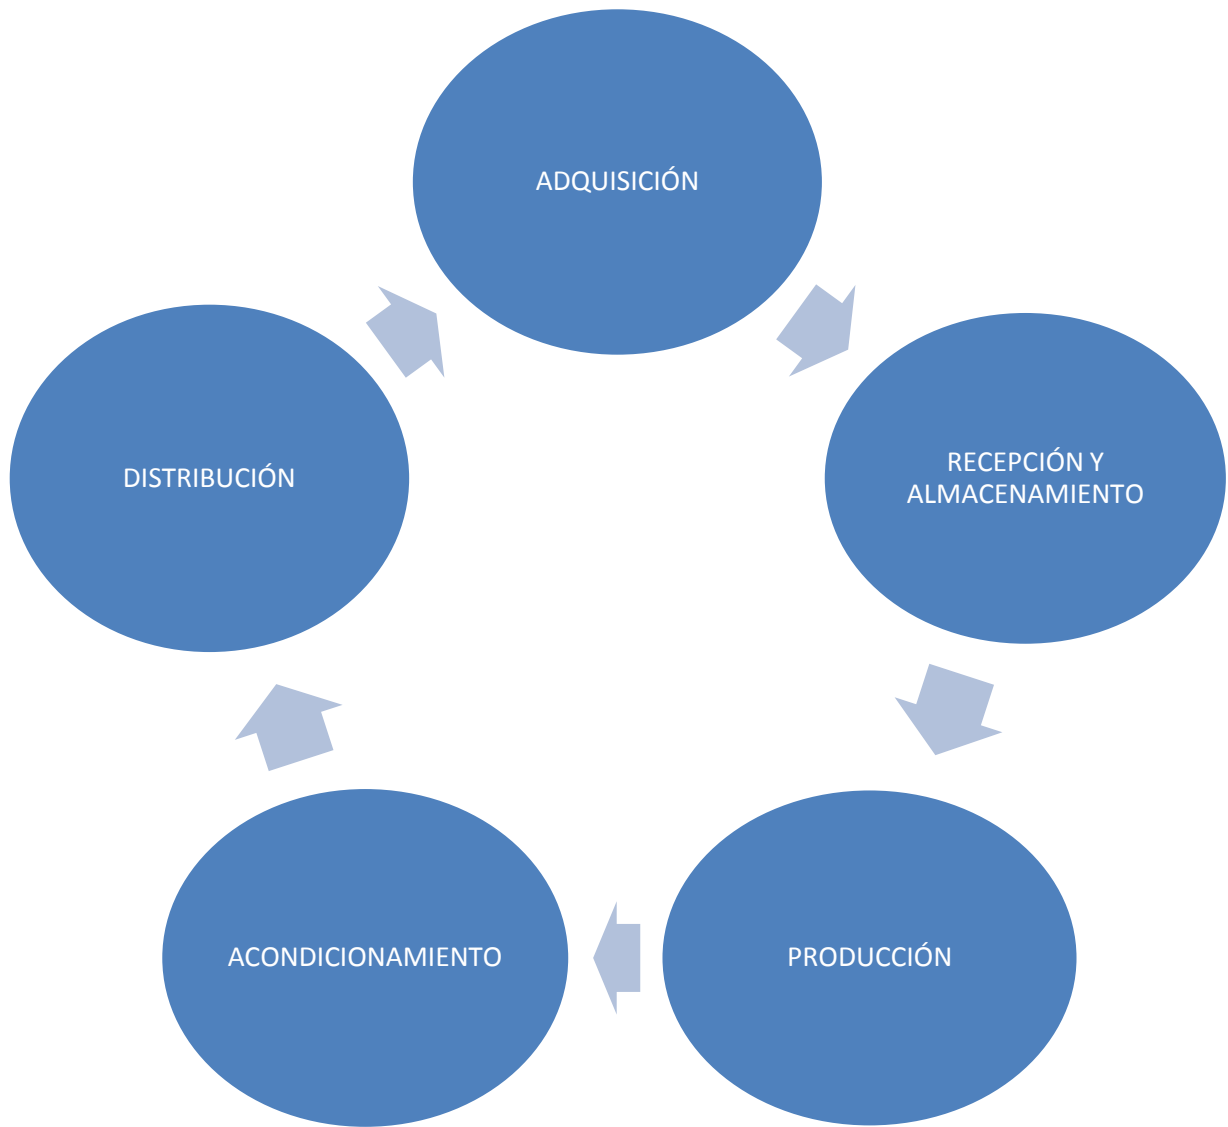 ADQUISICIÓN
RECEPCIÓN Y
ALMACENAMIENTO
PRODUCCIÓN
ACONDICIONAMIENTO
DISTRIBUCIÓN